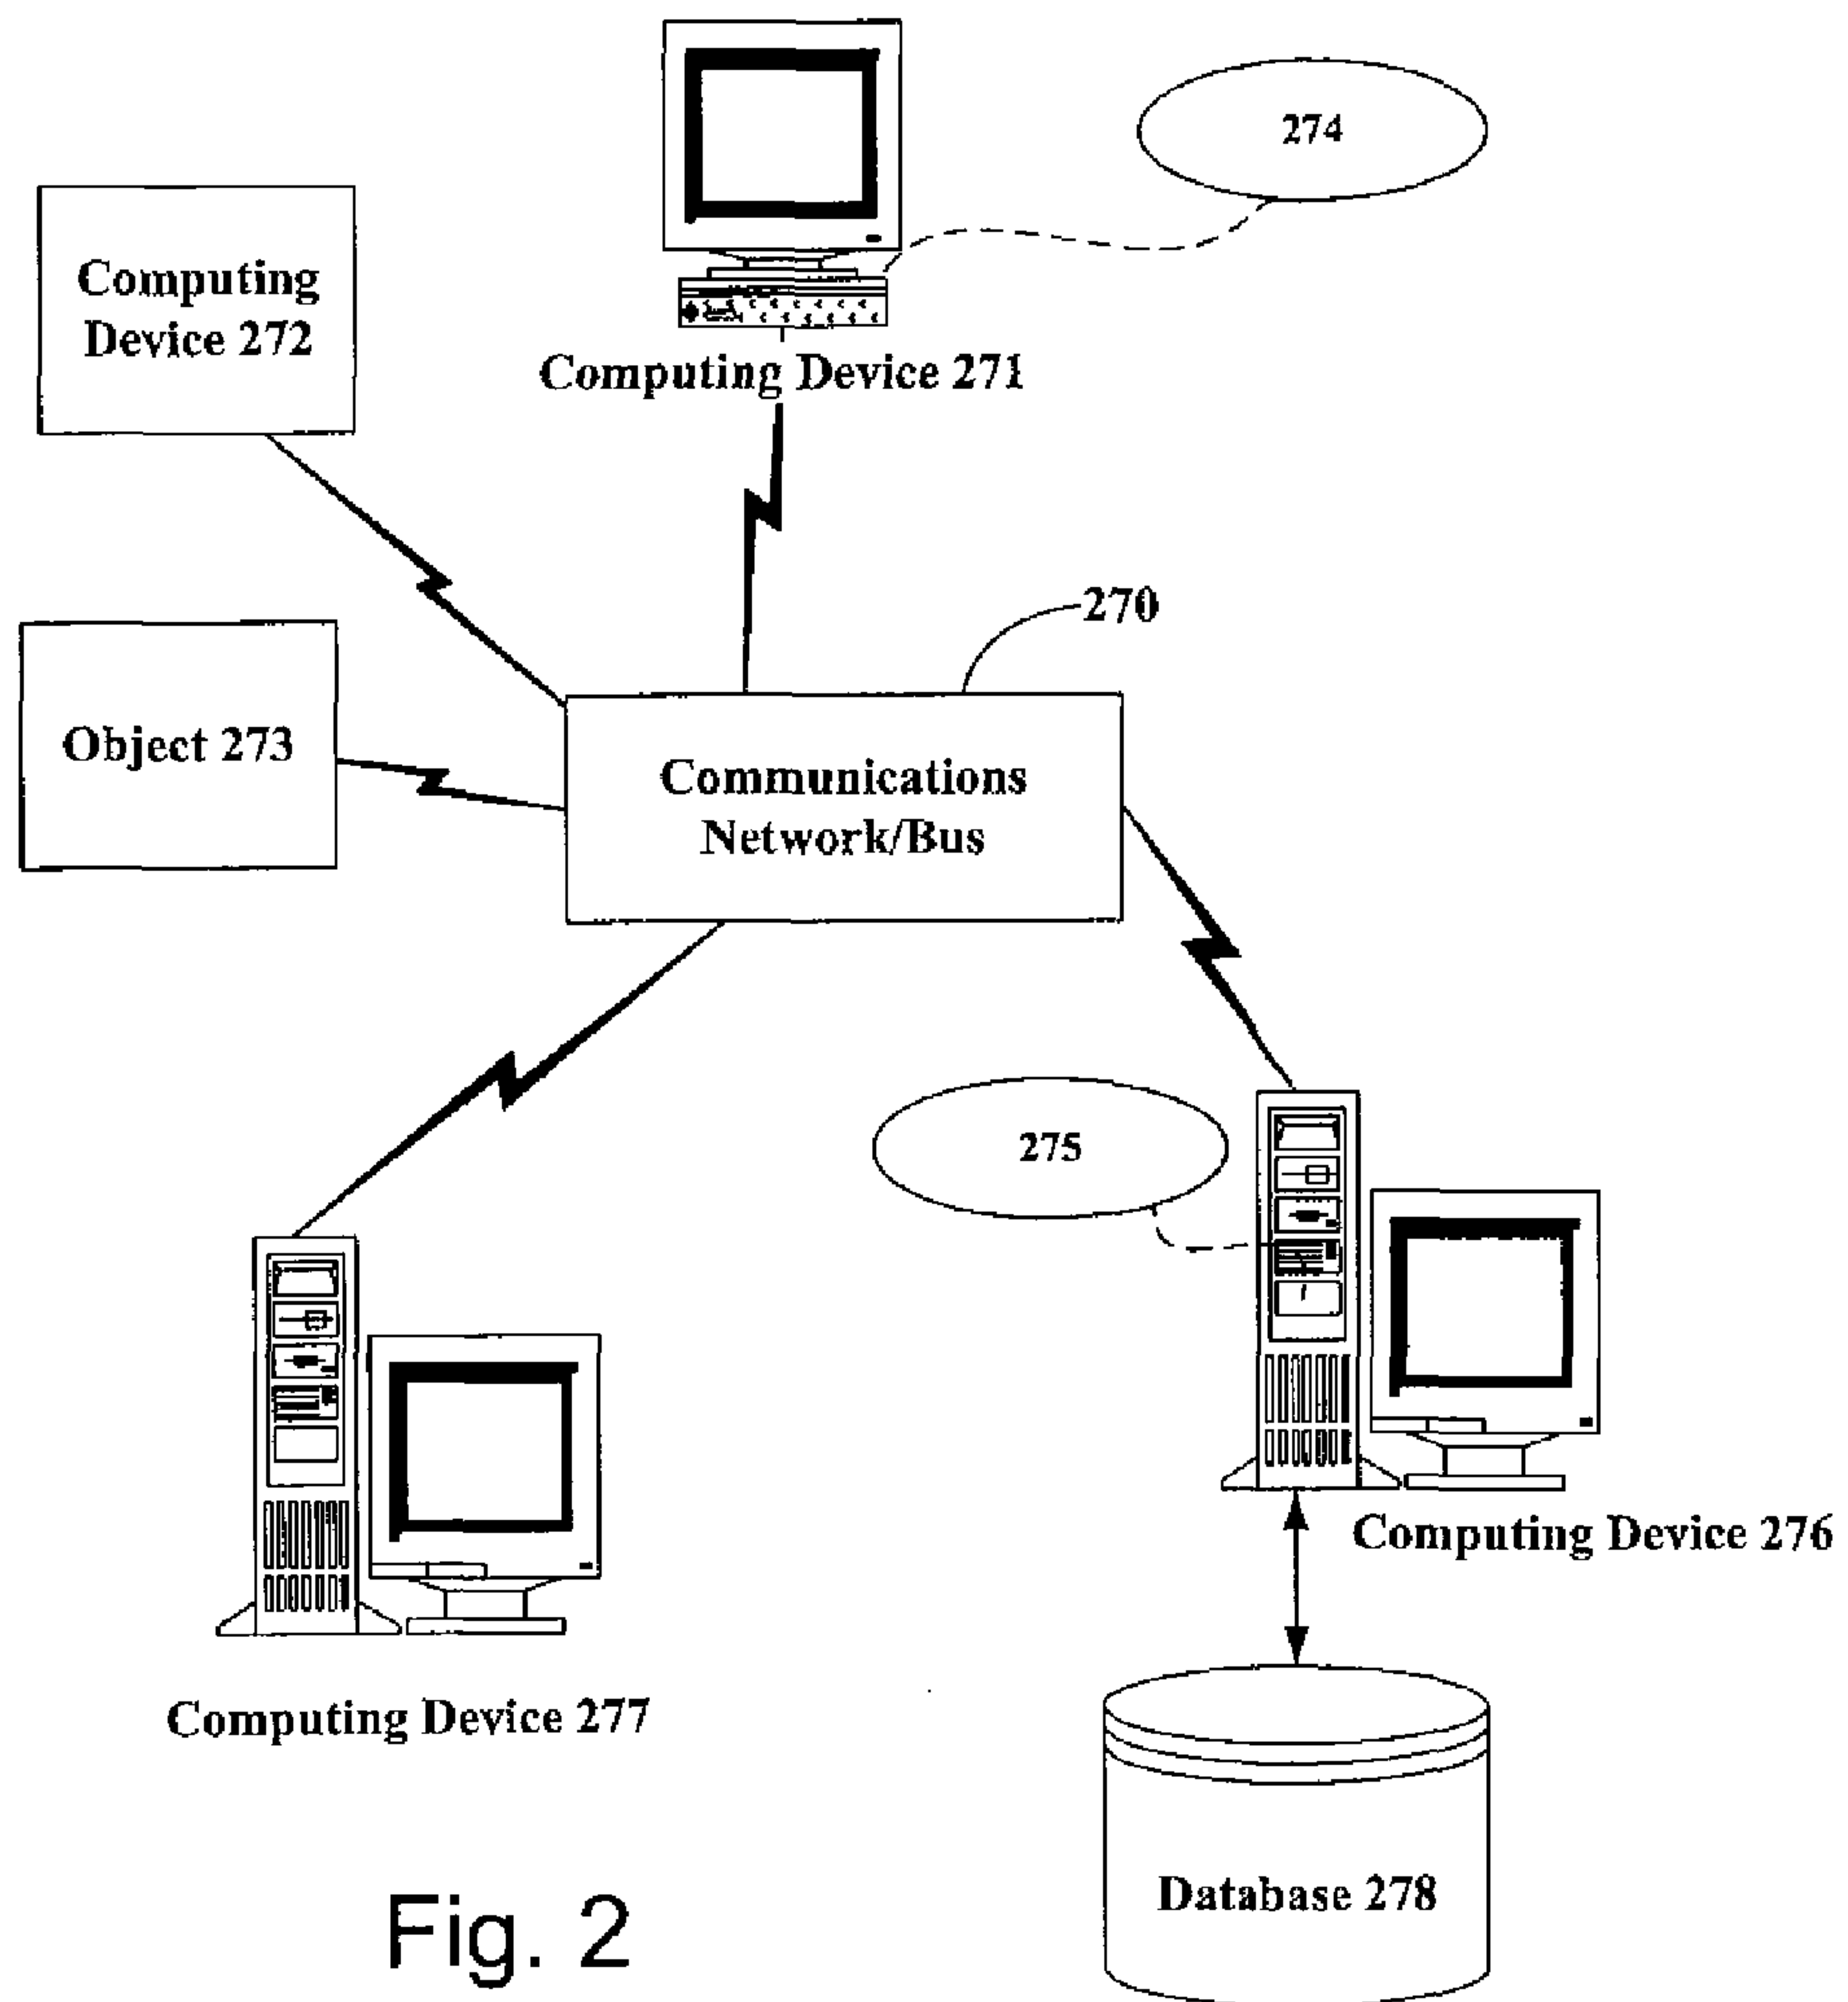 274
Computing
Device 272
Computing Device 271
270
Object 273
Communications
Network/Bus
275
Computing Device 276
Computing Device 277
Database 278
Fig. 2